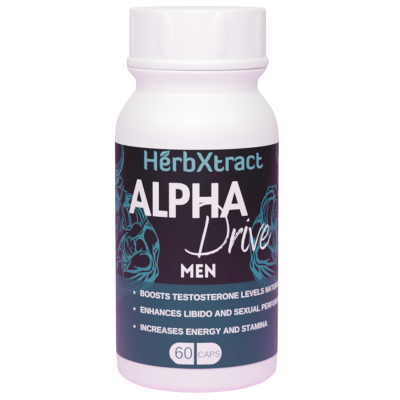 HerbXtract
ALPHA
Drive
MEN
• BOOSTS TESTOSTERONE LEVELS
• ENHANCES LIBIDO AND SEXUAL
• INCREASES ENERGY AND STAMINA
60 CAPS